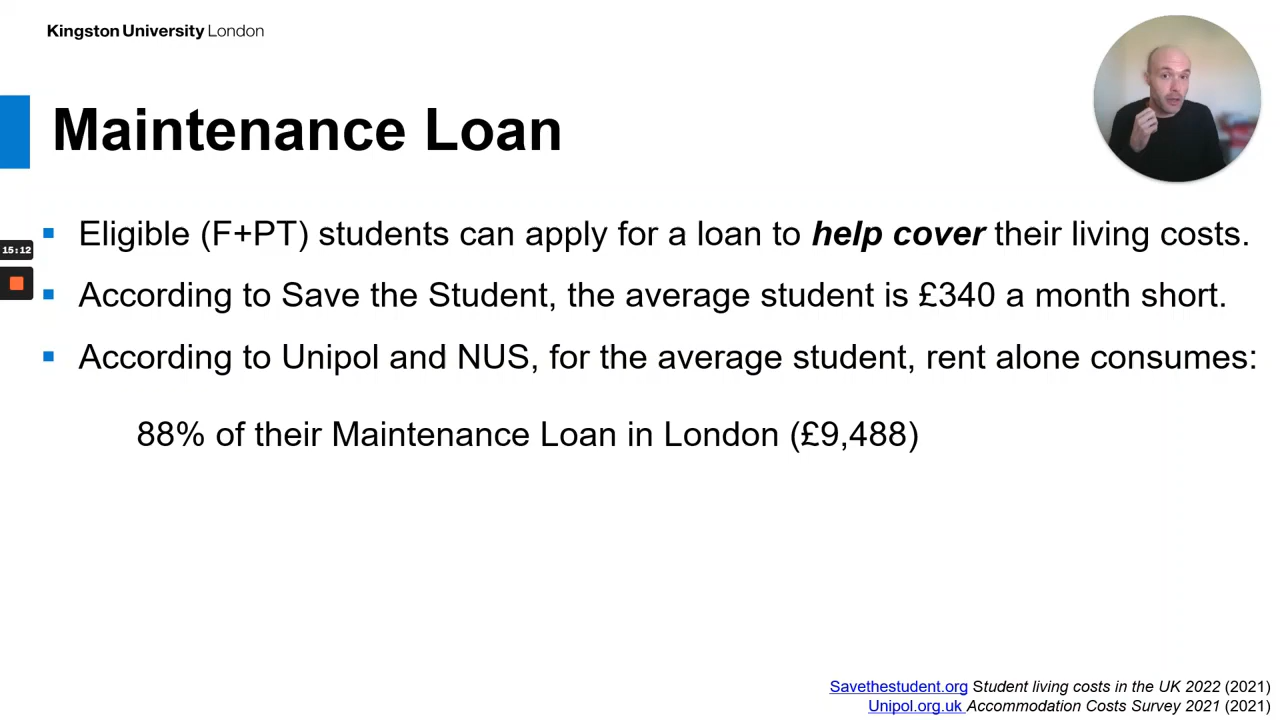 Kingston University London
Maintenance Loan
Eligible (F+PT) students can apply for a loan to help cover their living costs.
15:12
According to Save the Student, the average student is £340 a month short.
According to Unipol and NUS, for the average student, rent alone consumes:
88% of their Maintenance Loan in London (£9,488)
Savethestudent.org Student living costs in the UK 2022 (2021)
Unipol.org.uk Accommodation Costs Survey 2021 (2021)